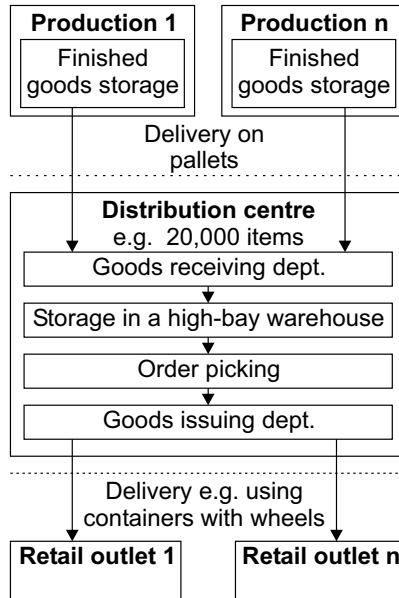 Production 1
Finished
goods storage
Production n
Finished
goods storage
Delivery on
pallets
Distribution centre
e.g. 20,000 items
Goods receiving dept.
Storage in a high-bay warehouse
Order picking
Goods issuing dept.
Delivery e.g. using
containers with wheels
Retail outlet 1
Retail outlet n